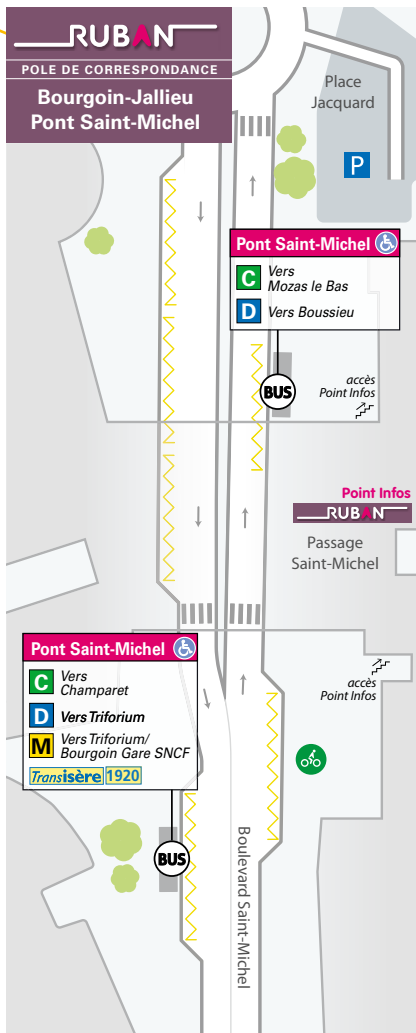 RUBAN
POLE DE CORRESPONDANCE
Bourgoin-Jallieu
Pont Saint-Michel
Place
Jacquard
P
Pont Saint-Michel
C Vers
Mozas le Bas
D Vers Boussieu
BUS
accès
Point Infos
Point Infos
RUBAN
Passage
Saint-Michel
Pont Saint-Michel
C Vers
Champaret
D Vers Triforium
M Vers Triforium/
Bourgoin Gare SNCF
Transisère 1920
accès
Point Infos
BUS
Boulevard Saint-Michel